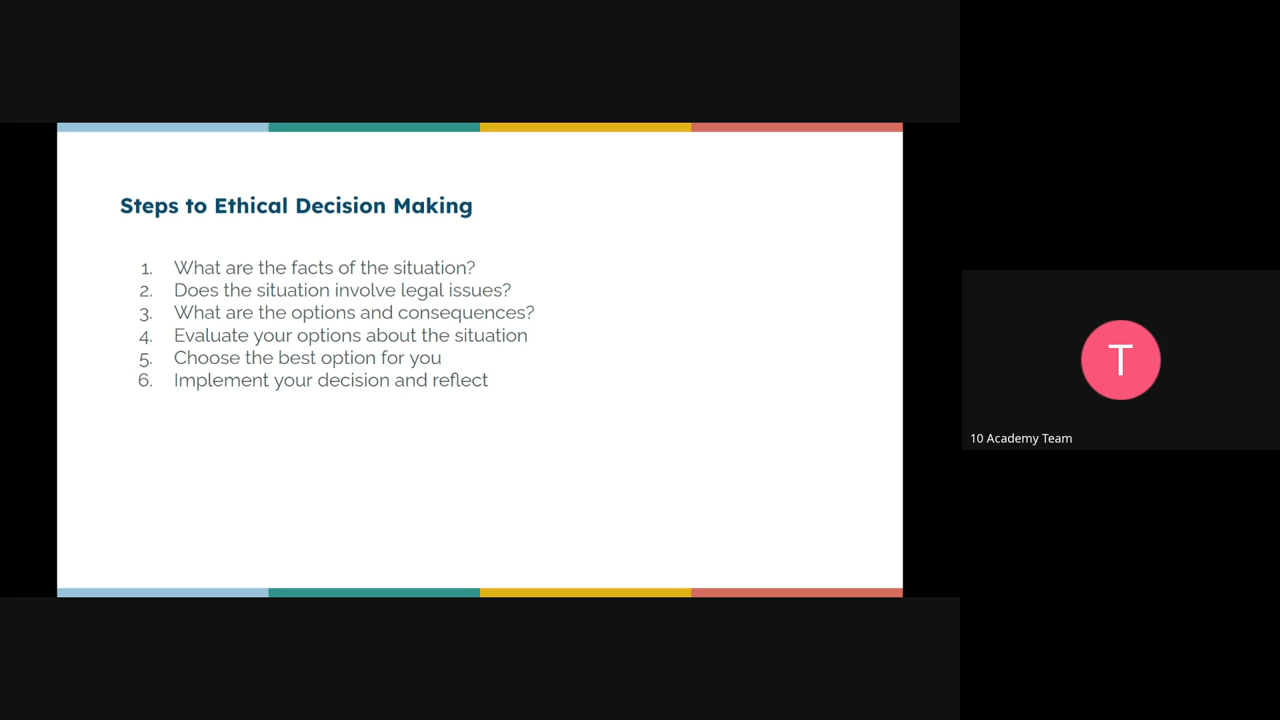 Steps to Ethical Decision Making
1. What are the facts of the situation?
2. Does the situation involve legal issues?
3. What are the options and consequences?
4. Evaluate your options about the situation
5. Choose the best option for you
6. Implement your decision and reflect
T
10 Academy Team